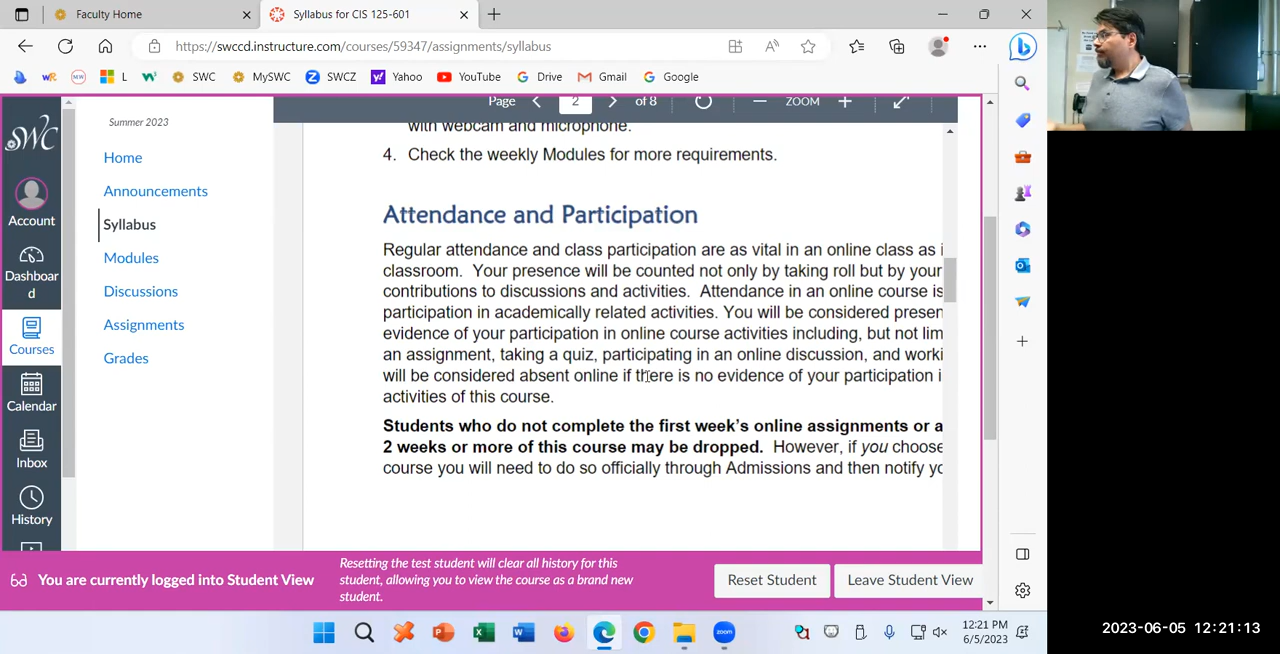 Faculty Home
Syllabus for CIS 125-601
https://swccd.instructure.com/courses/59347/assignments/syllabus
L
SWC
MySWC
SWCZ
Yahoo
YouTube
Drive
Gmail
Google
SWC
Account
Dashboar
d
Courses
Calendar
Inbox
History
Summer 2023
Home
Announcements
Syllabus
Modules
Discussions
Assignments
Grades
Page 2 of 8 ZOOM
with webcam and microphone.
4. Check the weekly Modules for more requirements.
Attendance and Participation
Regular attendance and class participation are as vital in an online class as i
classroom. Your presence will be counted not only by taking roll but by your
contributions to discussions and activities. Attendance in an online course is
participation in academically related activities. You will be considered presen
evidence of your participation in online course activities including, but not lim
an assignment, taking a quiz, participating in an online discussion, and worki
will be considered absent online if there is no evidence of your participation i
activities of this course.
Students who do not complete the first week's online assignments or a
2 weeks or more of this course may be dropped. However, if you choose
course you will need to do so officially through Admissions and then notify yo
You are currently logged into Student View
Resetting the test student will clear all history for this
student, allowing you to view the course as a brand new
student.
Reset Student
Leave Student View
zoom
12:21 PM
6/5/2023
2023-06-05 12:21:13